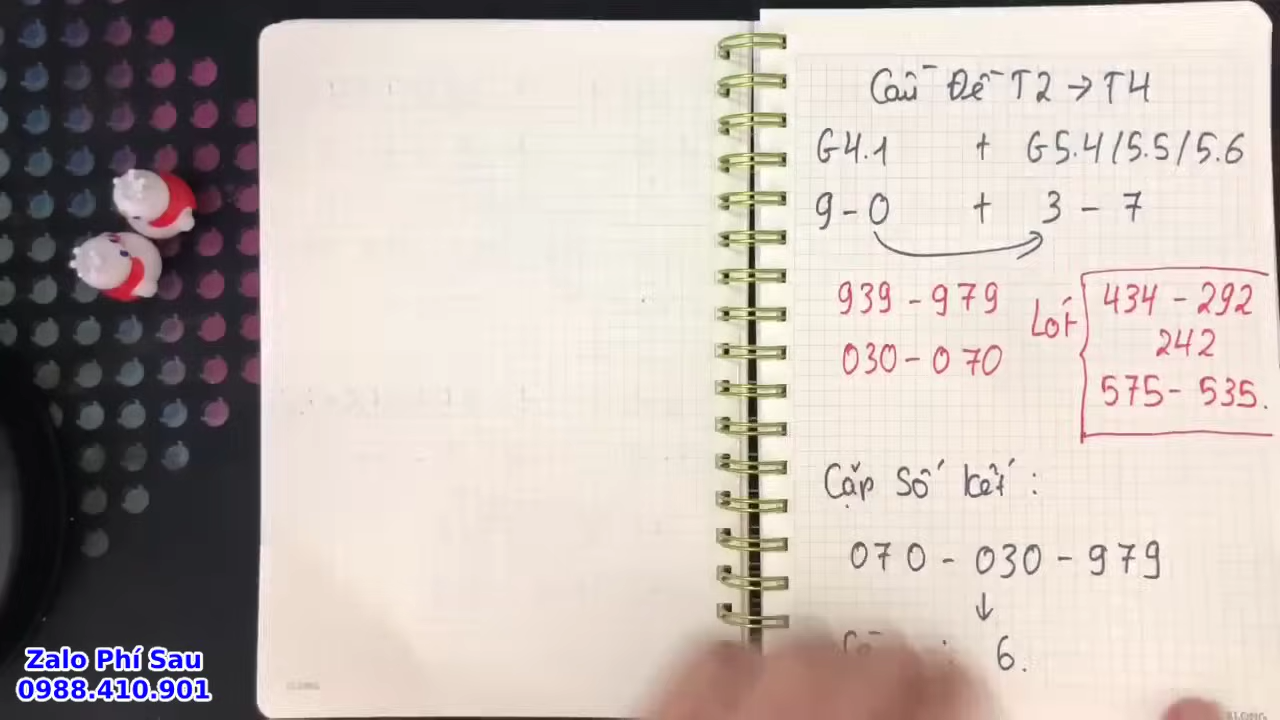 Cầu Đề T2 → T4
G4.1 + G5.4/5.5/5.6
9-0 + 3-7
939-979
030-070
Lót
434-292
242
575-535.
Cặp Số kết:
070-030-979
↓
6.
Zalo Phí Sau
0988.410.901